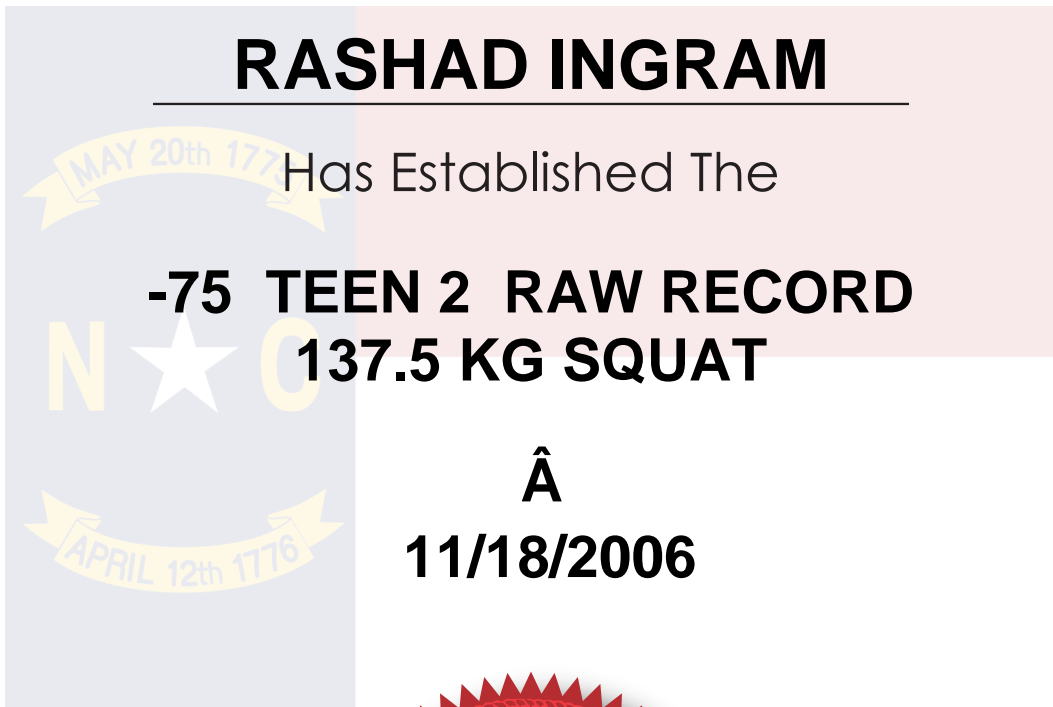 RASHAD INGRAM
Has Established The
-75 TEEN 2 RAW RECORD
137.5 KG SQUAT
Â
11/18/2006
MAY 20th 1775
N C
APRIL 12th 1776